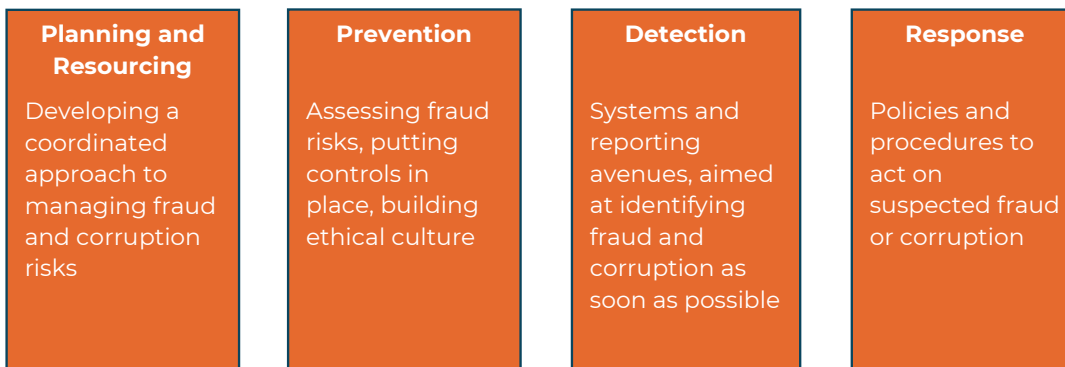 Planning and
Resourcing
Developing a
coordinated
approach to
managing fraud
and corruption
risks
Prevention
Assessing fraud
risks, putting
controls in
place, building
ethical culture
Detection
Systems and
reporting
avenues, aimed
at identifying
fraud and
corruption as
soon as possible
Response
Policies and
procedures to
act on
suspected fraud
or corruption